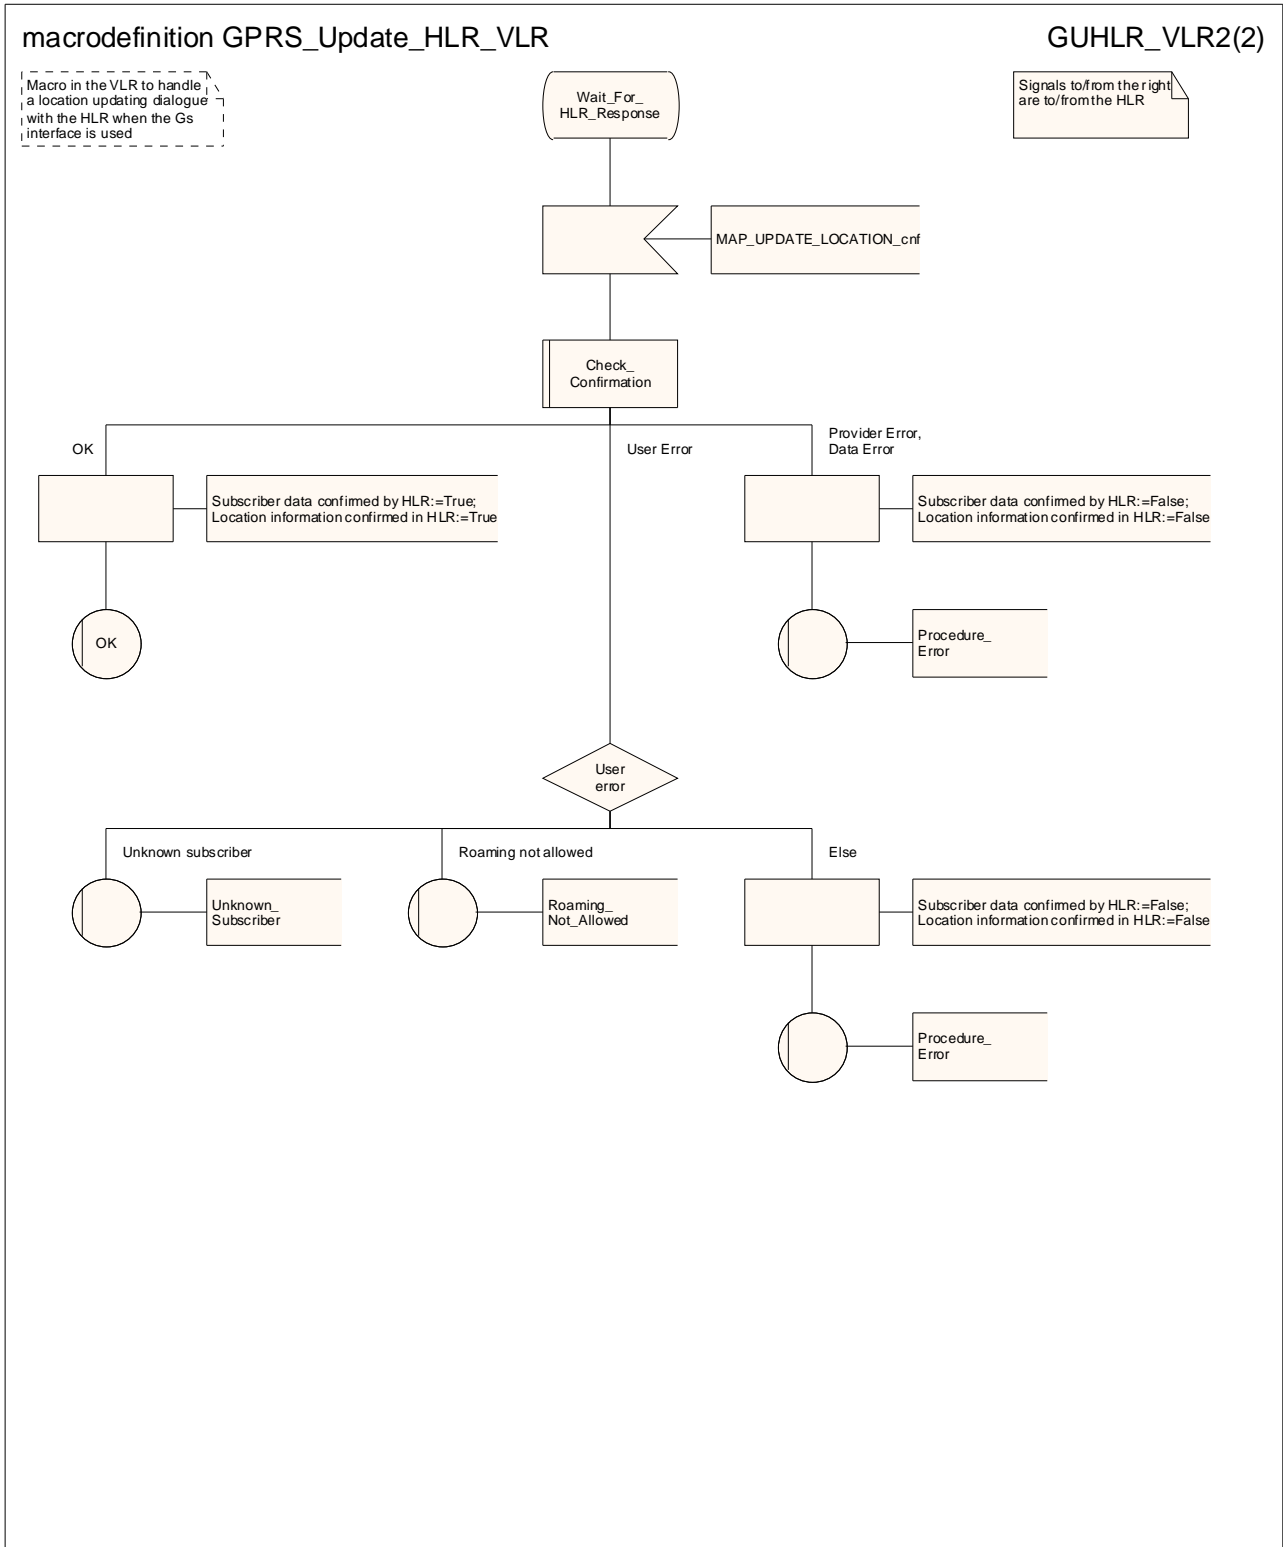 macrodefinition GPRS_Update_HLR_VLR
GUHLR_VLR2(2)
Macro in the VLR to handle
a location updating dialogue
with the HLR when the Gs
interface is used
Wait_For_
HLR_Response
Signals to/from the right
are to/from the HLR
MAP_UPDATE_LOCATION_cnf
Check_
Confirmation
OK
User Error
Provider Error,
Data Error
Subscriber data confirmed by HLR:=True;
Location information confirmed in HLR:=True
Subscriber data confirmed by HLR:=False;
Location information confirmed in HLR:=False
OK
Procedure_
Error
User
error
Unknown subscriber
Roaming not allowed
Else
Unknown_
Subscriber
Roaming_
Not_Allowed
Subscriber data confirmed by HLR:=False;
Location information confirmed in HLR:=False
Procedure_
Error